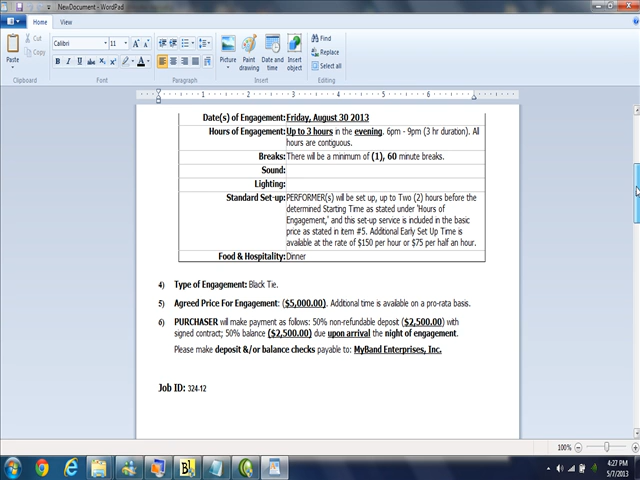 NewDocument - WordPad
Home
View
Cut
Copy
Paste
Clipboard
Calibri
11
Font
Paragraph
Picture
Paint drawing
Date and time
Insert object
Insert
Find
Replace
Select all
Editing
Date(s) of Engagement: Friday, August 30 2013
Hours of Engagement: Up to 3 hours in the evening. 6pm - 9pm (3 hr duration). All
hours are contiguous.
Breaks: There will be a minimum of (1), 60 minute breaks.
Sound:
Lighting:
Standard Set-up: PERFORMER(s) will be set up, up to Two (2) hours before the
determined Starting Time as stated under 'Hours of
Engagement,' and this set-up service is included in the basic
price as stated in item #5. Additional Early Set Up Time is
available at the rate of $150 per hour or $75 per half an hour.
Food & Hospitality: Dinner
4) Type of Engagement: Black Tie.
5) Agreed Price For Engagement: ($5,000.00). Additional time is available on a pro-rata basis.
6) PURCHASER will make payment as follows: 50% non-refundable deposit ($2,500.00) with
signed contract; 50% balance ($2,500.00) due upon arrival the night of engagement.
Please make deposit &/or balance checks payable to: MyBand Enterprises, Inc.
Job ID: 324-12
100%
4:27 PM
5/7/2013